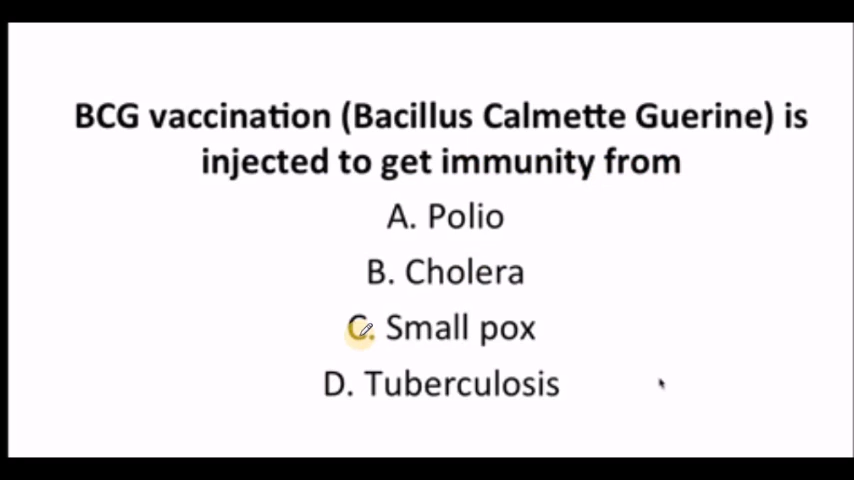 BCG vaccination (Bacillus Calmette Guerine) is
injected to get immunity from
A. Polio
B. Cholera
C. Small pox
D. Tuberculosis